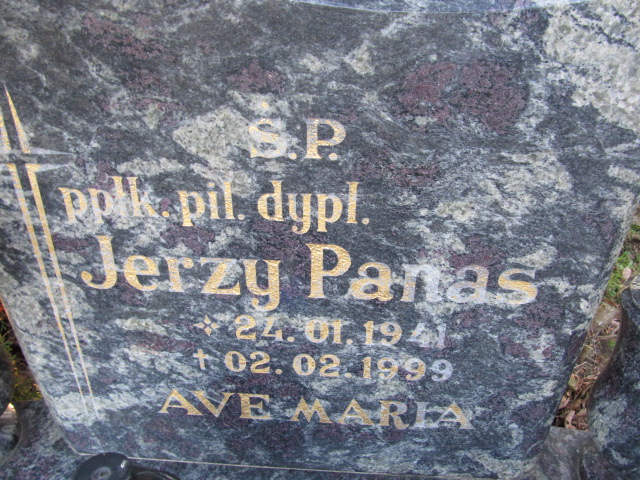 Ś.P.
ppłk. pil. dypl.
Jerzy Panas
24.01.1941
02.02.1999
AVE MARIA